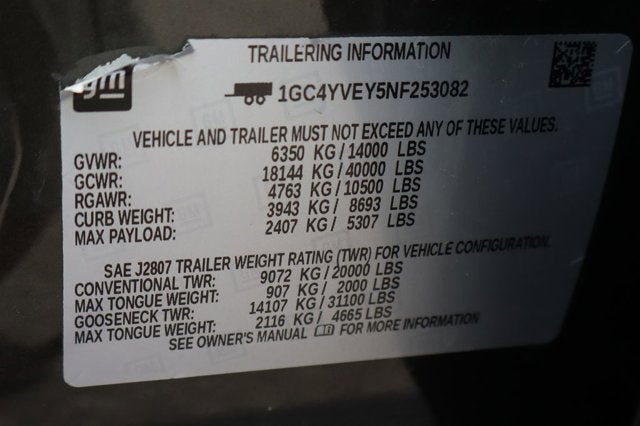 TRAILERING INFORMATION
gm
1GC4YVEY5NF253082
VEHICLE AND TRAILER MUST NOT EXCEED ANY OF THESE VALUES.
GVWR: 6350 KG / 14000 LBS
GCWR: 18144 KG / 40000 LBS
RGAWR: 4763 KG / 10500 LBS
CURB WEIGHT: 3943 KG / 8693 LBS
MAX PAYLOAD: 2407 KG / 5307 LBS
SAE J2807 TRAILER WEIGHT RATING (TWR) FOR VEHICLE CONFIGURATION.
CONVENTIONAL TWR: 9072 KG / 20000 LBS
MAX TONGUE WEIGHT: 907 KG / 2000 LBS
GOOSENECK TWR: 14107 KG / 31100 LBS
MAX TONGUE WEIGHT: 2116 KG / 4665 LBS
SEE OWNER'S MANUAL FOR MORE INFORMATION